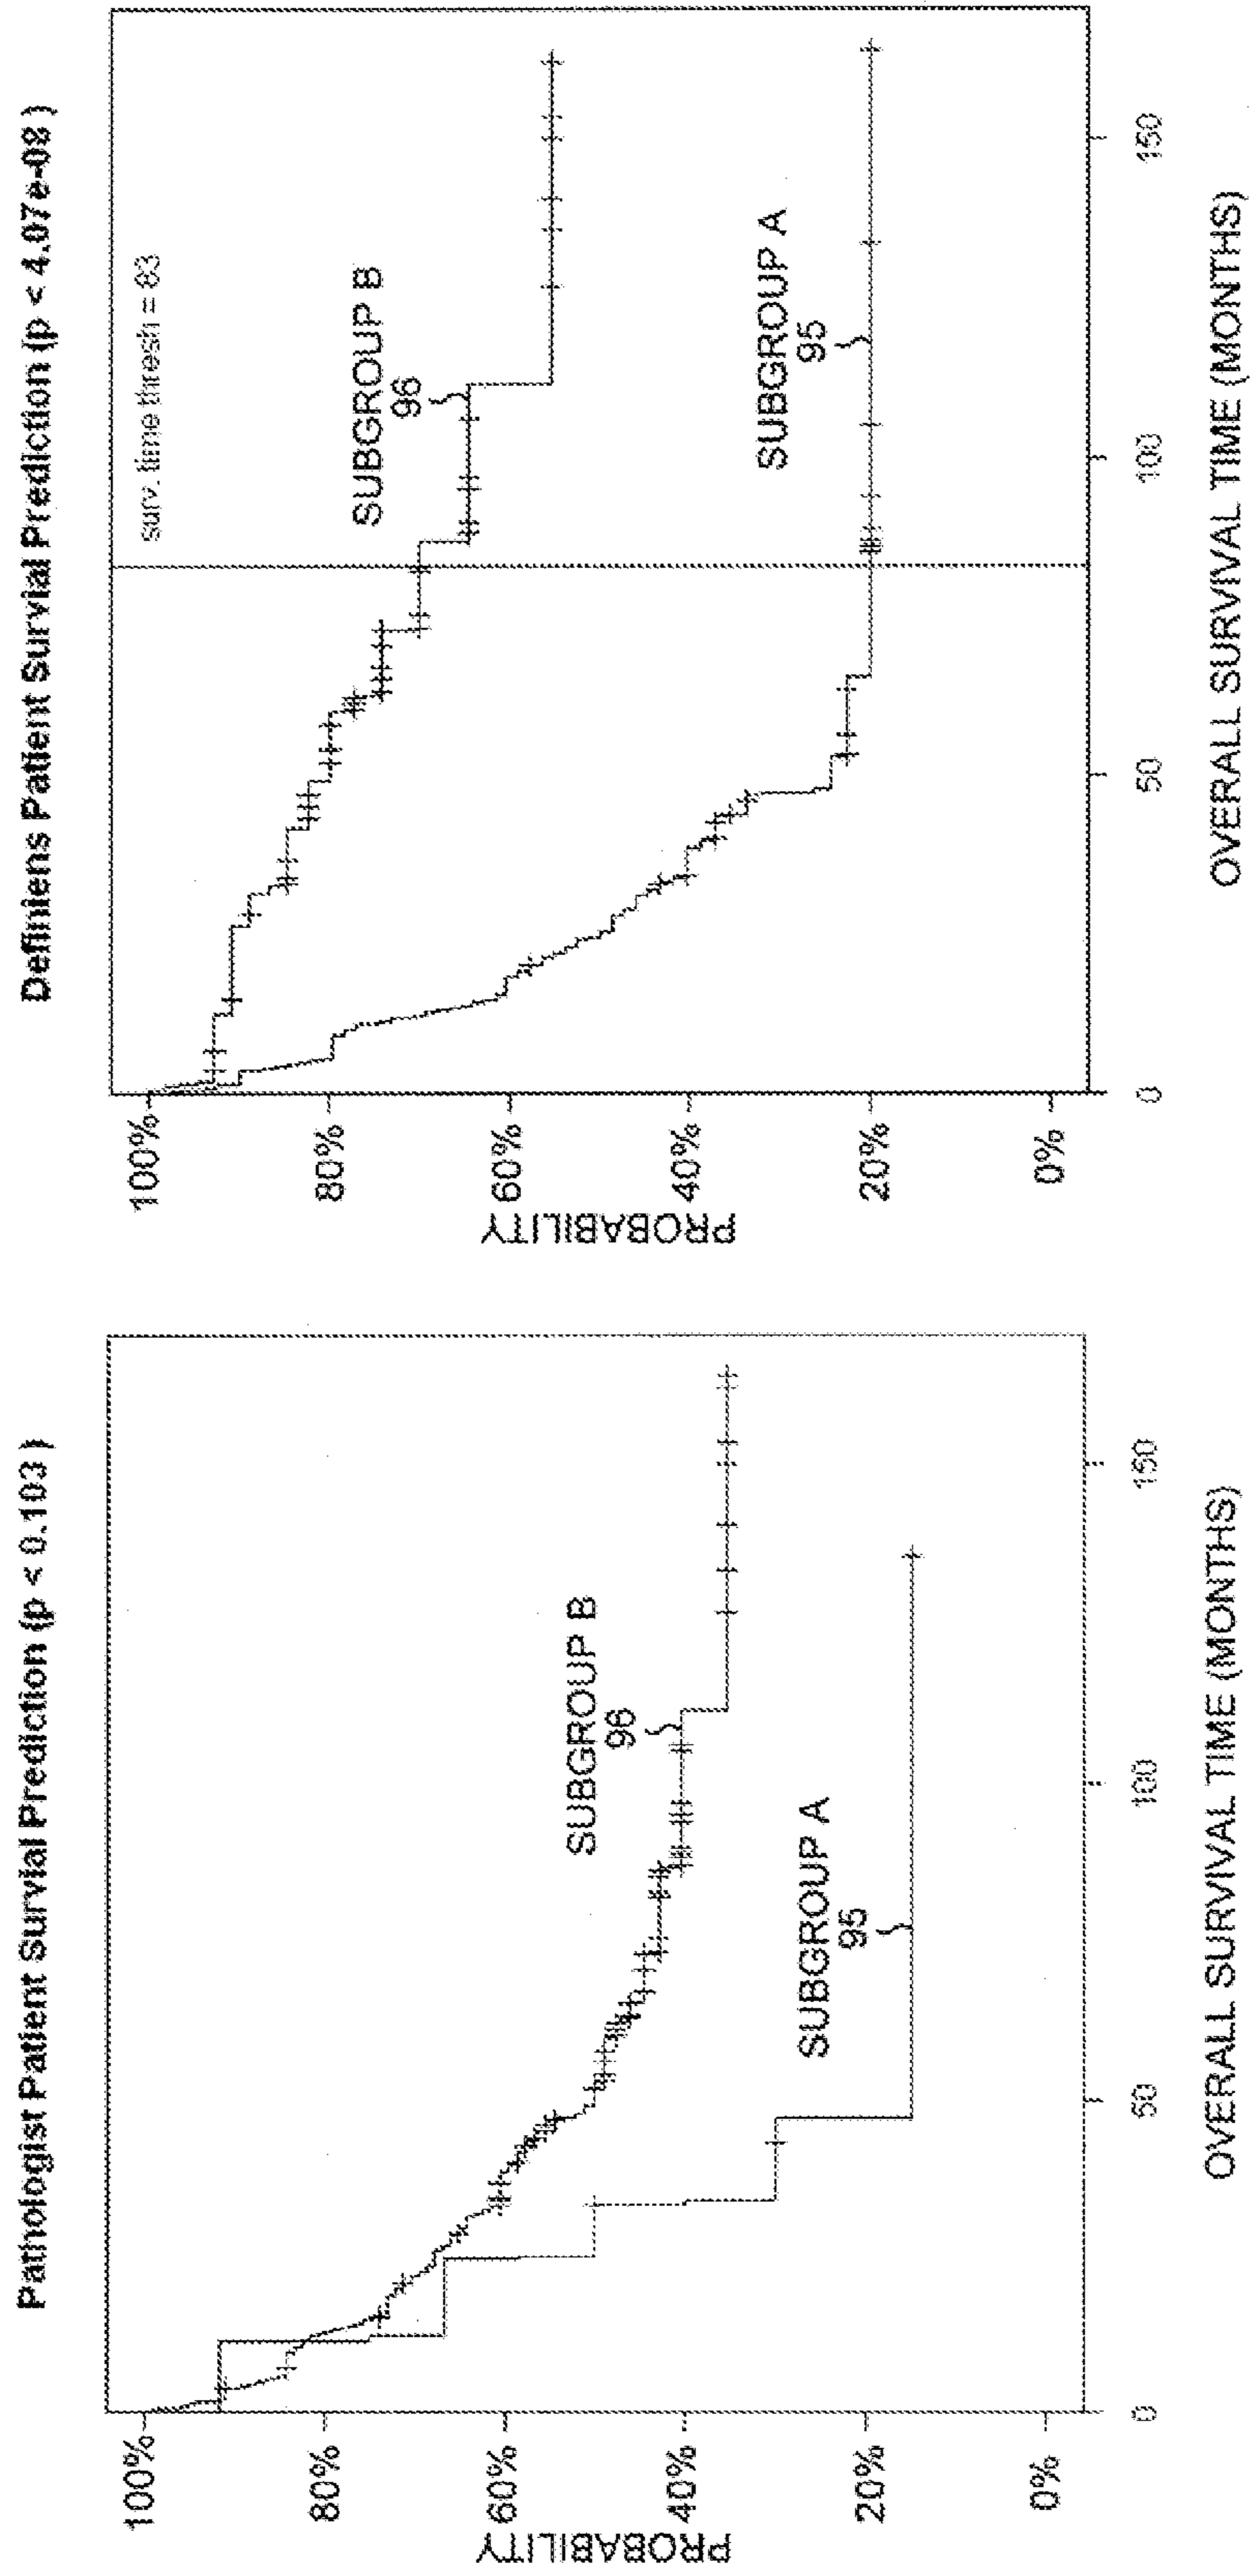 Pathologist Patient Survial Prediction (p < 0.103)
PROBABILITY
100%
80%
60%
40%
20%
0%
SUBGROUP B
96
SUBGROUP A
95
0
50
100
150
OVERALL SURVIVAL TIME (MONTHS)
Definiens Patient Survial Prediction (p < 4.07e-08)
surv. time thresh = 83
PROBABILITY
100%
80%
60%
40%
20%
0%
SUBGROUP B
96
SUBGROUP A
95
0
50
100
150
OVERALL SURVIVAL TIME (MONTHS)